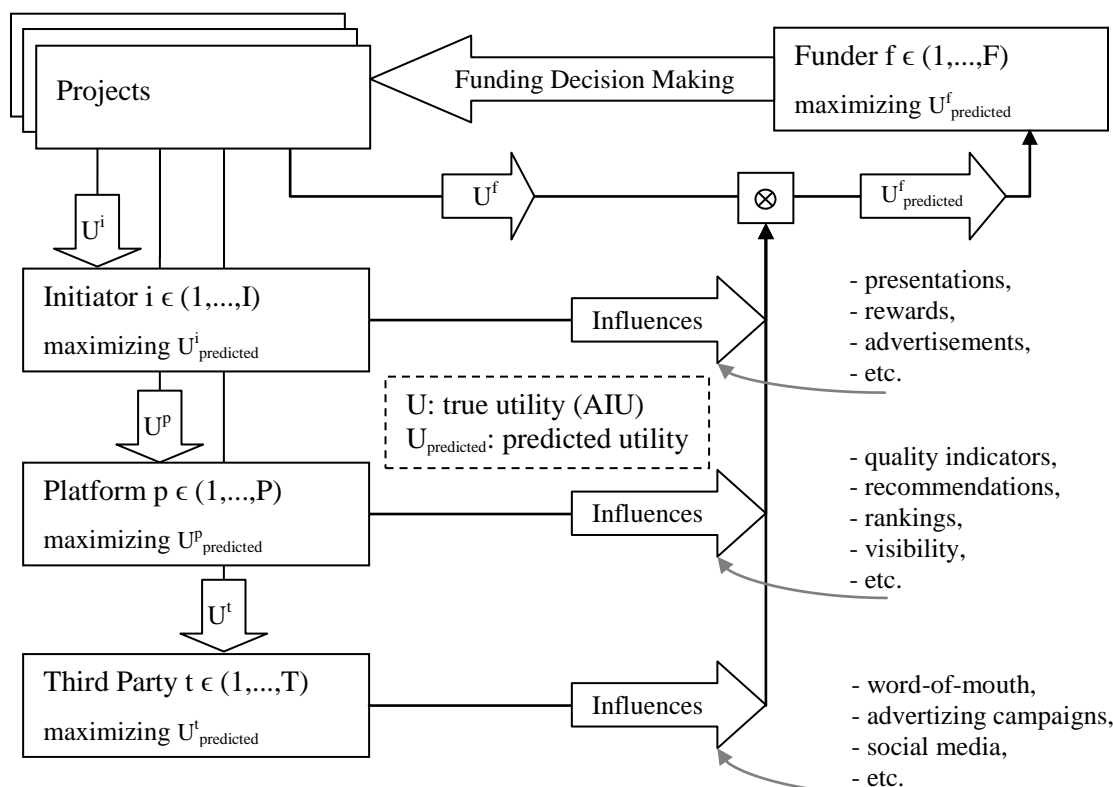 Projects
Funding Decision Making
Funder f ϵ (1,...,F)
maximizing U^f_predicted
U^f
⊗
U^f_predicted
U^i
Initiator i ϵ (1,...,I)
maximizing U^i_predicted
Influences
- presentations,
- rewards,
- advertisements,
- etc.
U: true utility (AIU)
U_predicted: predicted utility
U^p
Platform p ϵ (1,...,P)
maximizing U^p_predicted
Influences
- quality indicators,
- recommendations,
- rankings,
- visibility,
- etc.
U^t
Third Party t ϵ (1,...,T)
maximizing U^t_predicted
Influences
- word-of-mouth,
- advertizing campaigns,
- social media,
- etc.